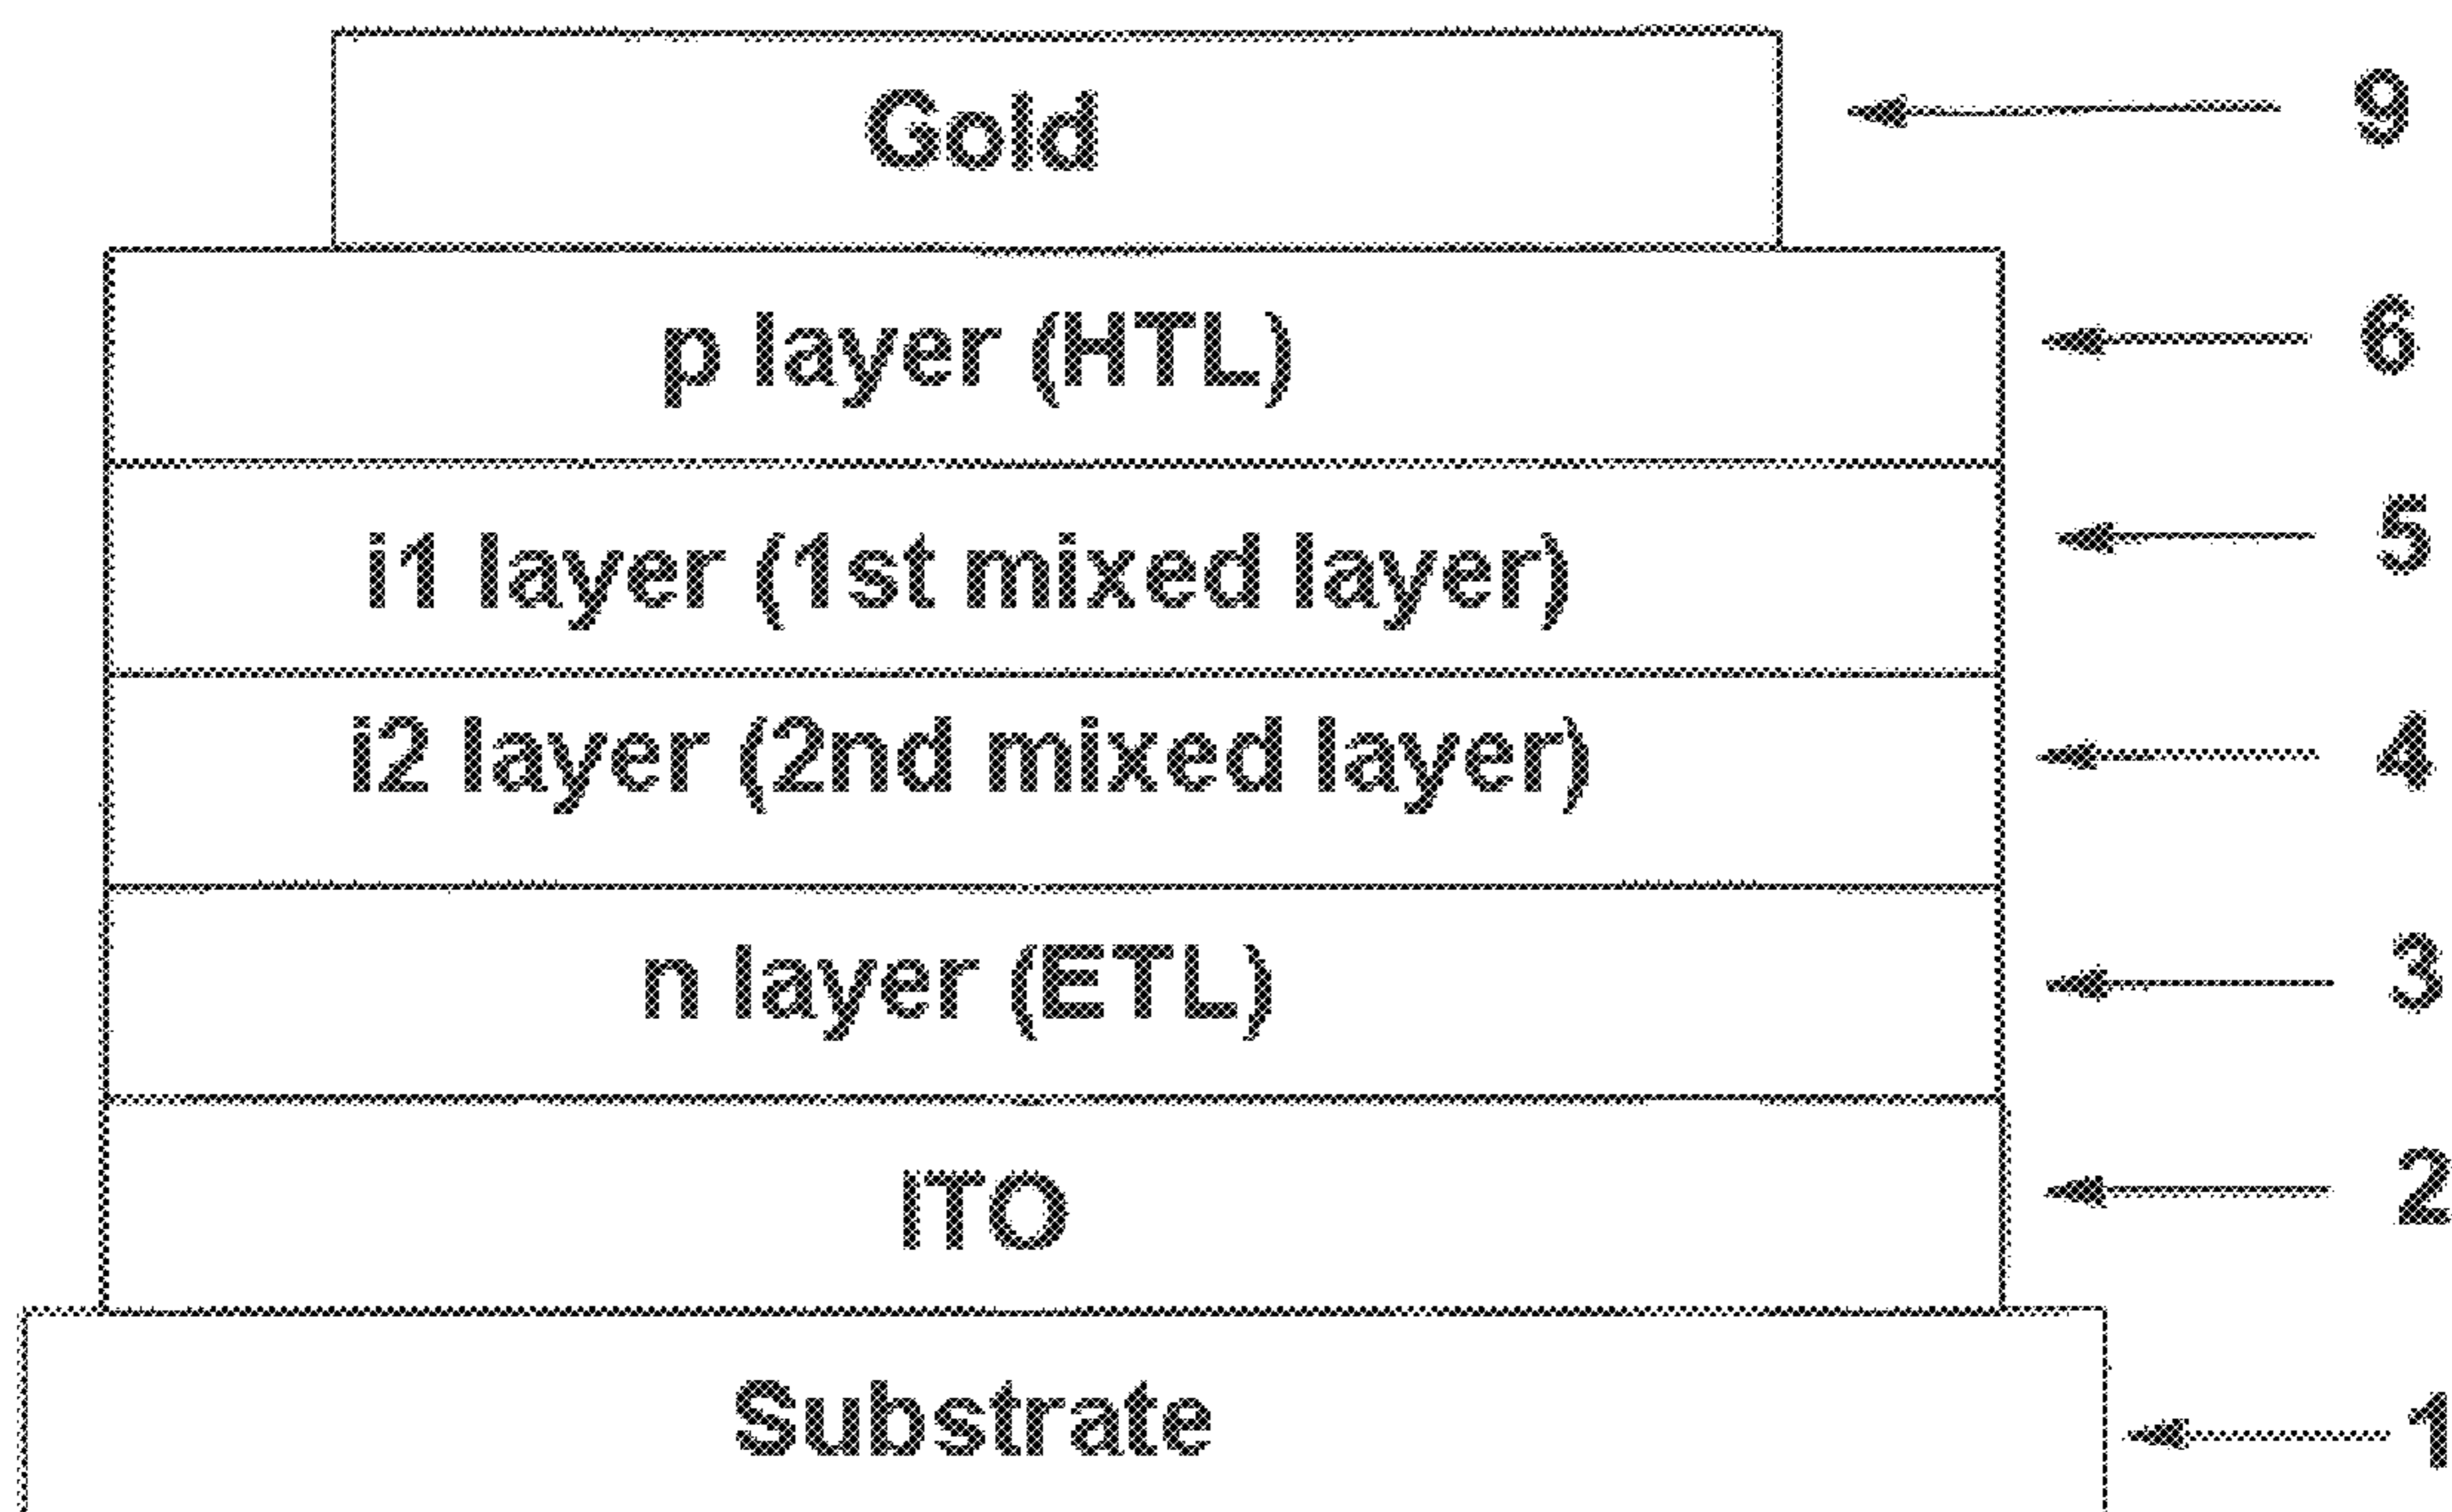 Gold 9
p layer (HTL) 6
i1 layer (1st mixed layer) 5
i2 layer (2nd mixed layer) 4
n layer (ETL) 3
ITO 2
Substrate 1